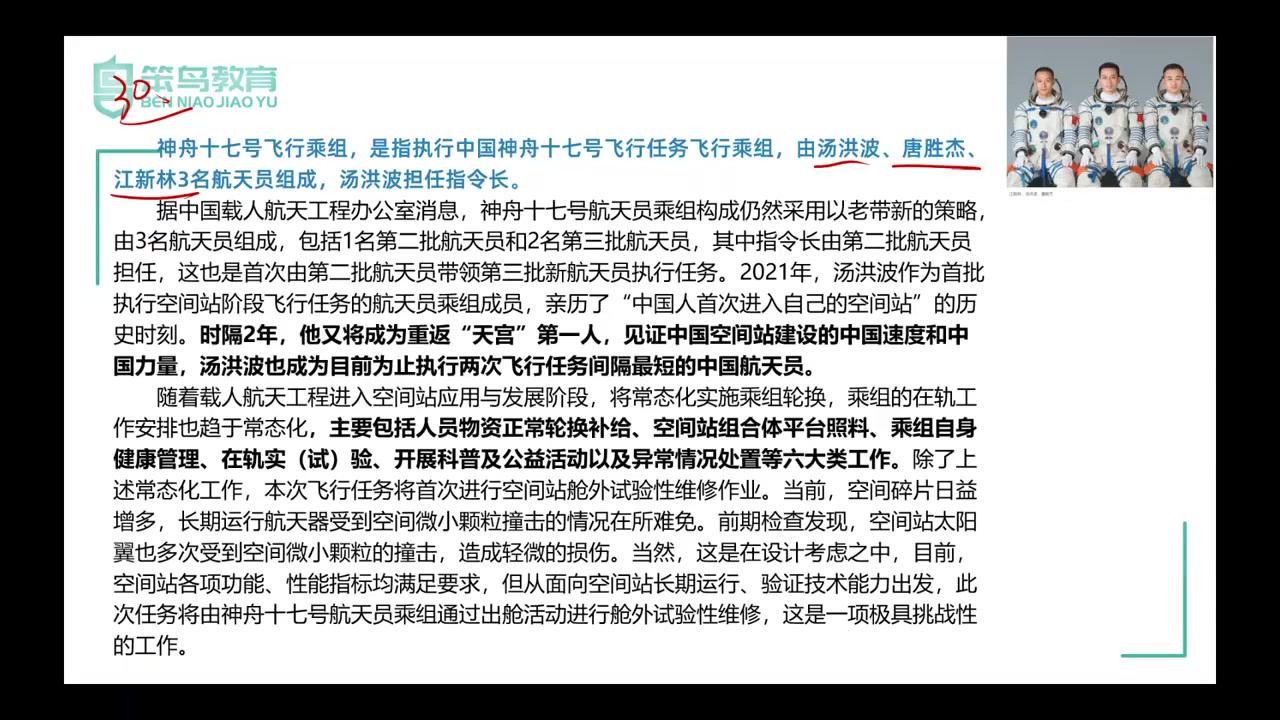 笨鸟教育
BEN NIAO JIAO YU
30
神舟十七号飞行乘组，是指执行中国神舟十七号飞行任务飞行乘组，由汤洪波、唐胜杰、
江新林3名航天员组成，汤洪波担任指令长。
据中国载人航天工程办公室消息，神舟十七号航天员乘组构成仍然采用以老带新的策略，
由3名航天员组成，包括1名第二批航天员和2名第三批航天员，其中指令长由第二批航天员
担任，这也是首次由第二批航天员带领第三批新航天员执行任务。2021年，汤洪波作为首批
执行空间站阶段飞行任务的航天员乘组成员，亲历了“中国人首次进入自己的空间站”的历
史时刻。时隔2年，他又将成为重返“天宫”第一人，见证中国空间站建设的中国速度和中
国力量，汤洪波也成为目前为止执行两次飞行任务间隔最短的中国航天员。
随着载人航天工程进入空间站应用与发展阶段，将常态化实施乘组轮换，乘组的在轨工
作安排也趋于常态化，主要包括人员物资正常轮换补给、空间站组合体平台照料、乘组自身
健康管理、在轨实（试）验、开展科普及公益活动以及异常情况处置等六大类工作。除了上
述常态化工作，本次飞行任务将首次进行空间站舱外试验性维修作业。当前，空间碎片日益
增多，长期运行航天器受到空间微小颗粒撞击的情况在所难免。前期检查发现，空间站太阳
翼也多次受到空间微小颗粒的撞击，造成轻微的损伤。当然，这是在设计考虑之中，目前，
空间站各项功能、性能指标均满足要求，但从面向空间站长期运行、验证技术能力出发，此
次任务将由神舟十七号航天员乘组通过出舱活动进行舱外试验性维修，这是一项极具挑战性
的工作。